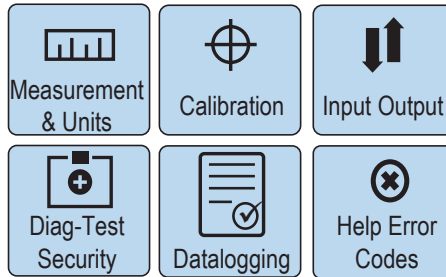 Measurement
& Units
Calibration
Input Output
Diag-Test
Security
Datalogging
Help Error
Codes